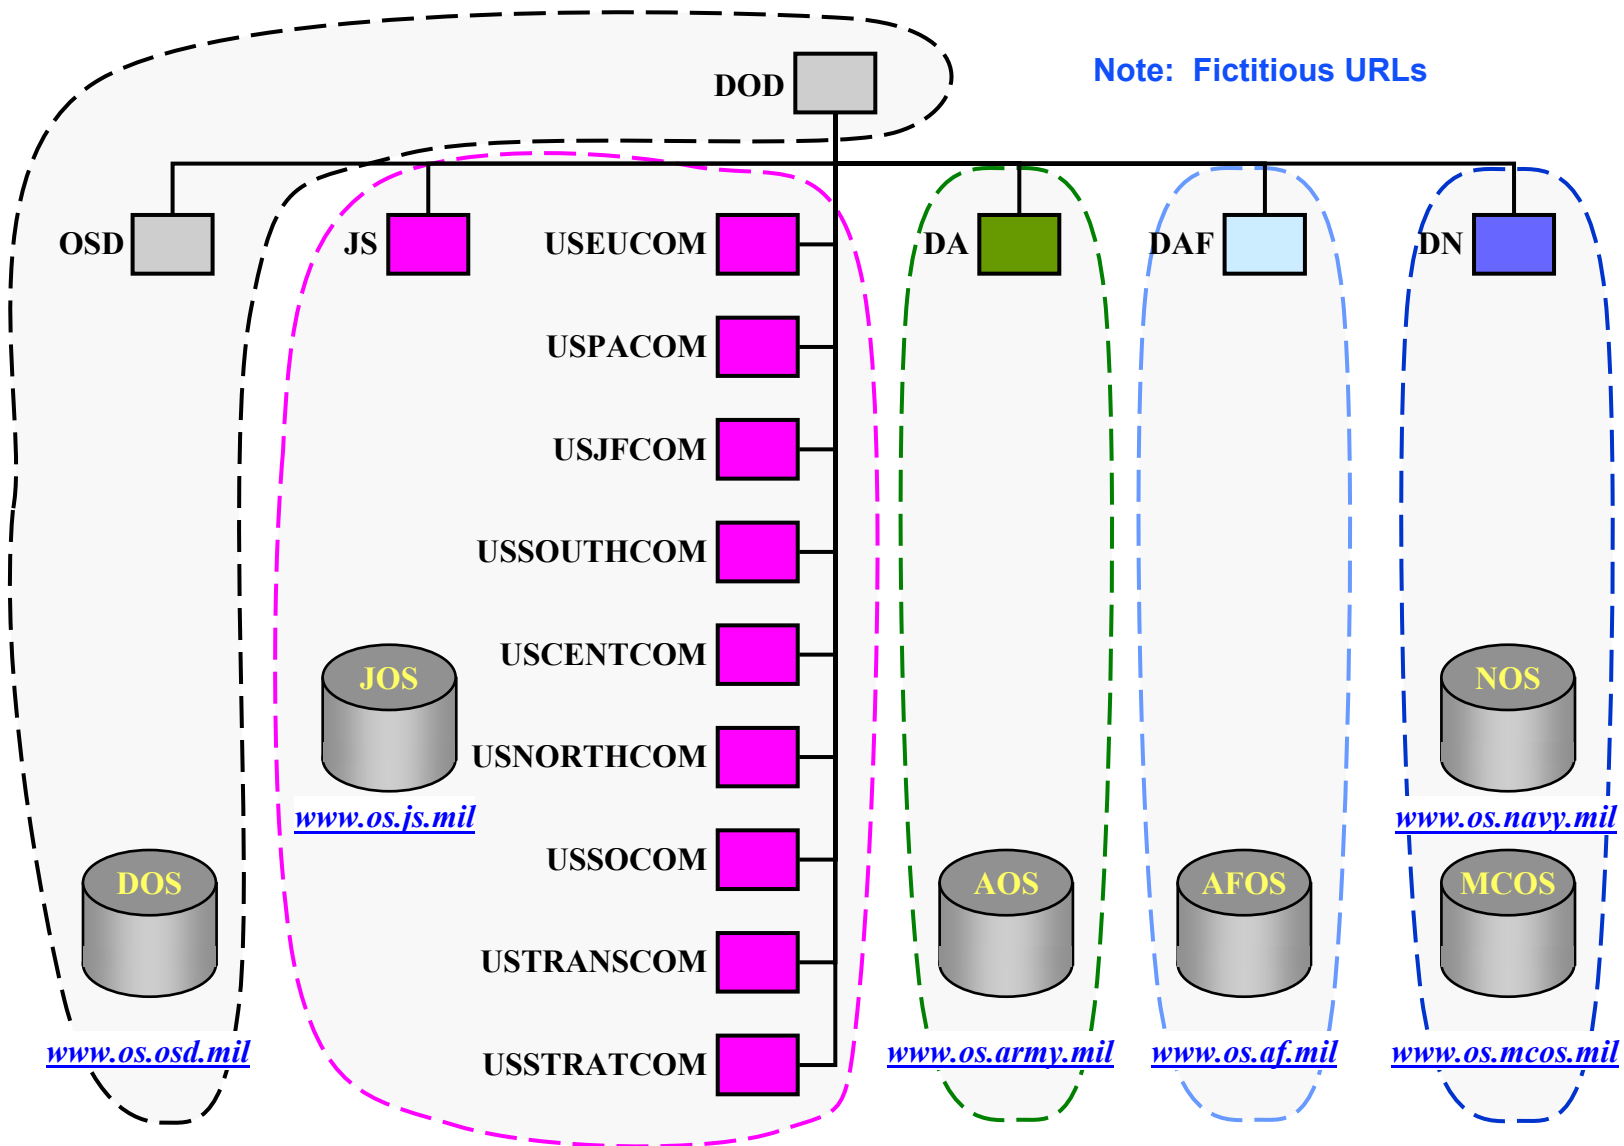 Note: Fictitious URLs
DOD
OSD
JS
USEUCOM
DA
DAF
DN
USPACOM
USJFCOM
USSOUTHCOM
USCENTCOM
JOS
NOS
USNORTHCOM
www.os.js.mil
www.os.navy.mil
USSOCOM
DOS
AOS
AFOS
MCOS
USTRANSCOM
www.os.osd.mil
www.os.army.mil
www.os.af.mil
www.os.mcos.mil
USSTRATCOM